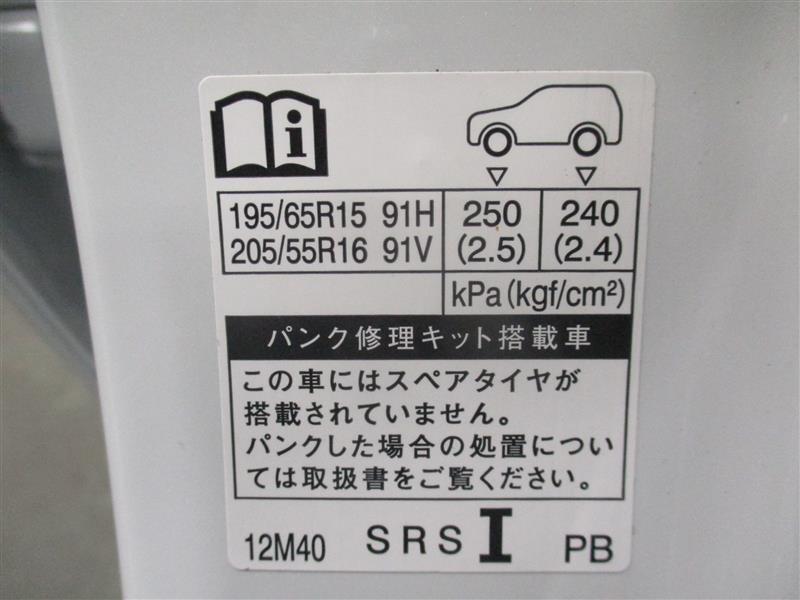 195/65R15 91H 250 240
205/55R16 91V (2.5) (2.4)
kPa(kgf/cm²)
パンク修理キット搭載車
この車にはスペアタイヤが
搭載されていません。
パンクした場合の処置につい
ては取扱書をご覧ください。
12M40 SRS I PB